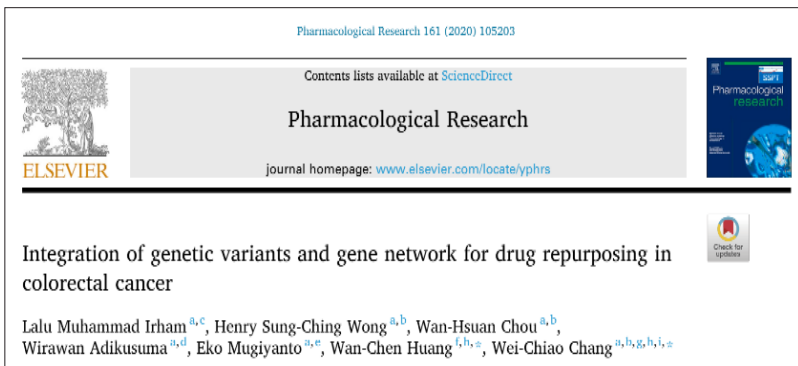 Pharmacological Research 161 (2020) 105203
Contents lists available at ScienceDirect
Pharmacological Research
journal homepage: www.elsevier.com/locate/yphrs
ELSEVIER
Pharmacological
research
Check for
updates
Integration of genetic variants and gene network for drug repurposing in
colorectal cancer
Lalu Muhammad Irham a,c, Henry Sung-Ching Wong a,b, Wan-Hsuan Chou a,b,
Wirawan Adikusuma a,d, Eko Mugiyanto a,e, Wan-Chen Huang f,h,*, Wei-Chiao Chang a,b,g,h,i,*